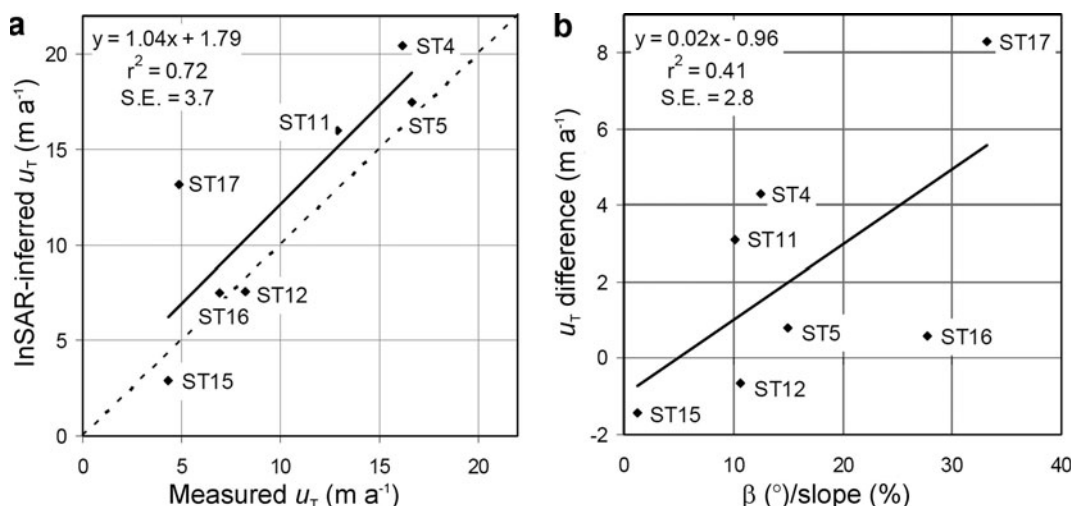 a
y = 1.04x + 1.79
r² = 0.72
S.E. = 3.7
ST4
ST5
ST11
ST17
ST12
ST16
ST15
20
15
10
5
0
0 5 10 15 20
InSAR-inferred u_T (m a⁻¹)
Measured u_T (m a⁻¹)
b
y = 0.02x - 0.96
r² = 0.41
S.E. = 2.8
ST17
ST4
ST11
ST5
ST16
ST12
ST15
8
6
4
2
0
-2
0 10 20 30 40
u_T difference (m a⁻¹)
β (°)/slope (%)